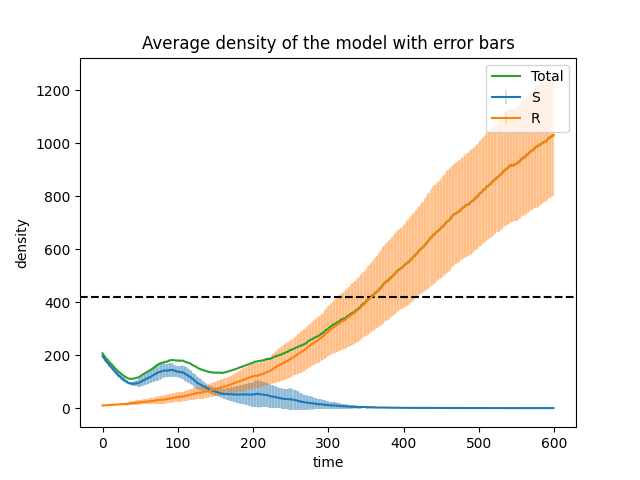 Average density of the model with error bars
Total
S
R
1200
1000
800
600
400
200
0
density
0 100 200 300 400 500 600
time